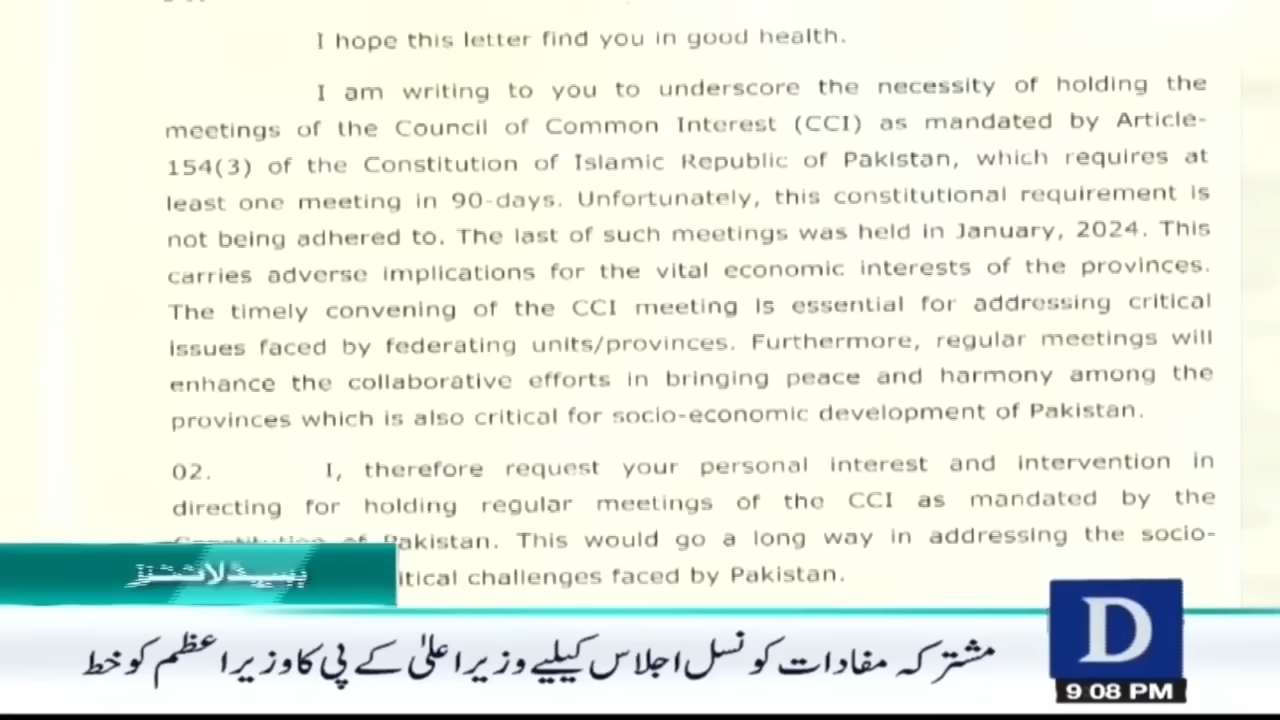 I hope this letter find you in good health.
I am writing to you to underscore the necessity of holding the
meetings of the Council of Common Interest (CCI) as mandated by Article-
154(3) of the Constitution of Islamic Republic of Pakistan, which requires at
least one meeting in 90-days. Unfortunately, this constitutional requirement is
not being adhered to. The last of such meetings was held in January, 2024. This
carries adverse implications for the vital economic interests of the provinces.
The timely convening of the CCI meeting is essential for addressing critical
issues faced by federating units/provinces. Furthermore, regular meetings will
enhance the collaborative efforts in bringing peace and harmony among the
provinces which is also critical for socio-economic development of Pakistan.
02. I, therefore request your personal interest and intervention in
directing for holding regular meetings of the CCI as mandated by the
Constitution of Pakistan. This would go a long way in addressing the socio-
itical challenges faced by Pakistan.
ہیڈلائنز
مشترکہ مفادات کونسل اجلاس کیلیے وزیراعلیٰ کے پی کا وزیراعظم کو خط
D
9:08 PM